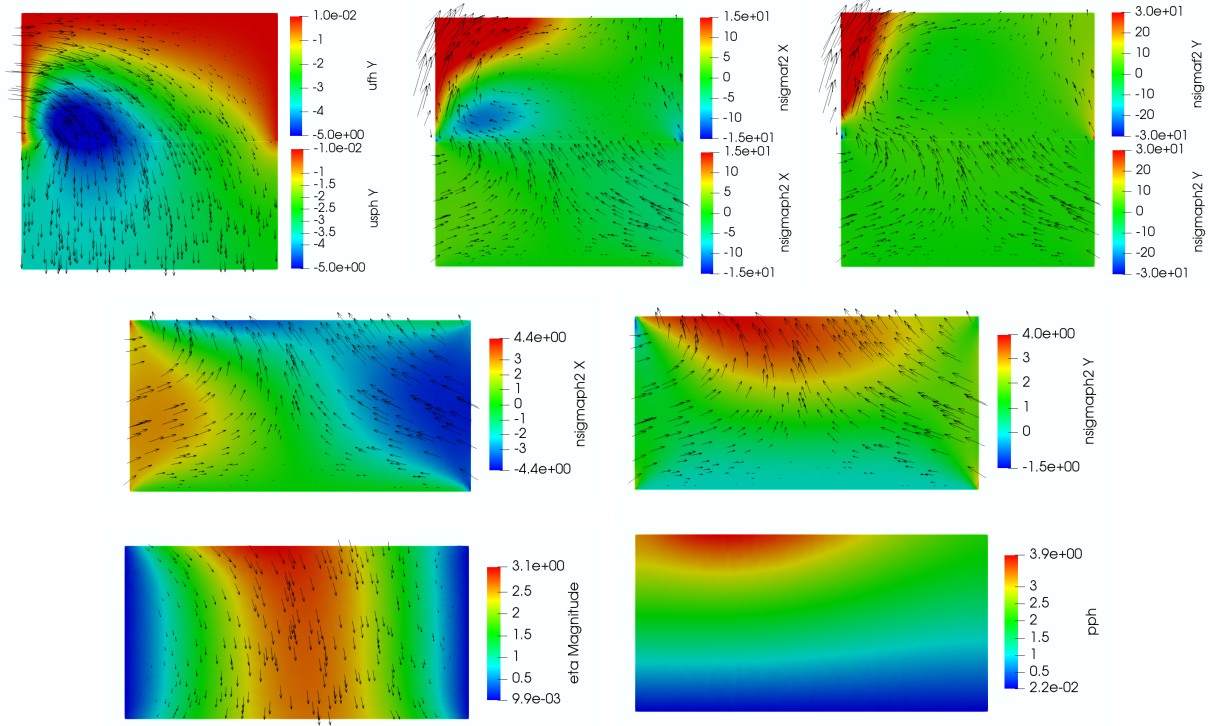 1.0e-02
-1
-2
-3
-4
-5.0e+00
ufh Y
-1.0e-02
-1
-1.5
-2
-2.5
-3
-3.5
-4
-5.0e+00
usph Y
1.5e+01
10
5
0
-5
-10
-1.5e+01
nsigmaf2 X
1.5e+01
10
5
0
-5
-10
-1.5e+01
nsigmaph2 X
3.0e+01
20
10
0
-10
-20
-3.0e+01
nsigmaf2 Y
3.0e+01
20
10
0
-10
-20
-3.0e+01
nsigmaph2 Y
4.4e+00
3
2
1
0
-1
-2
-3
-4.4e+00
nsigmaph2 X
4.0e+00
3
2
1
0
-1.5e+00
nsigmaph2 Y
3.1e+00
2.5
2
1.5
1
0.5
9.9e-03
eta Magnitude
3.9e+00
3
2.5
2
1.5
1
0.5
2.2e-02
pph